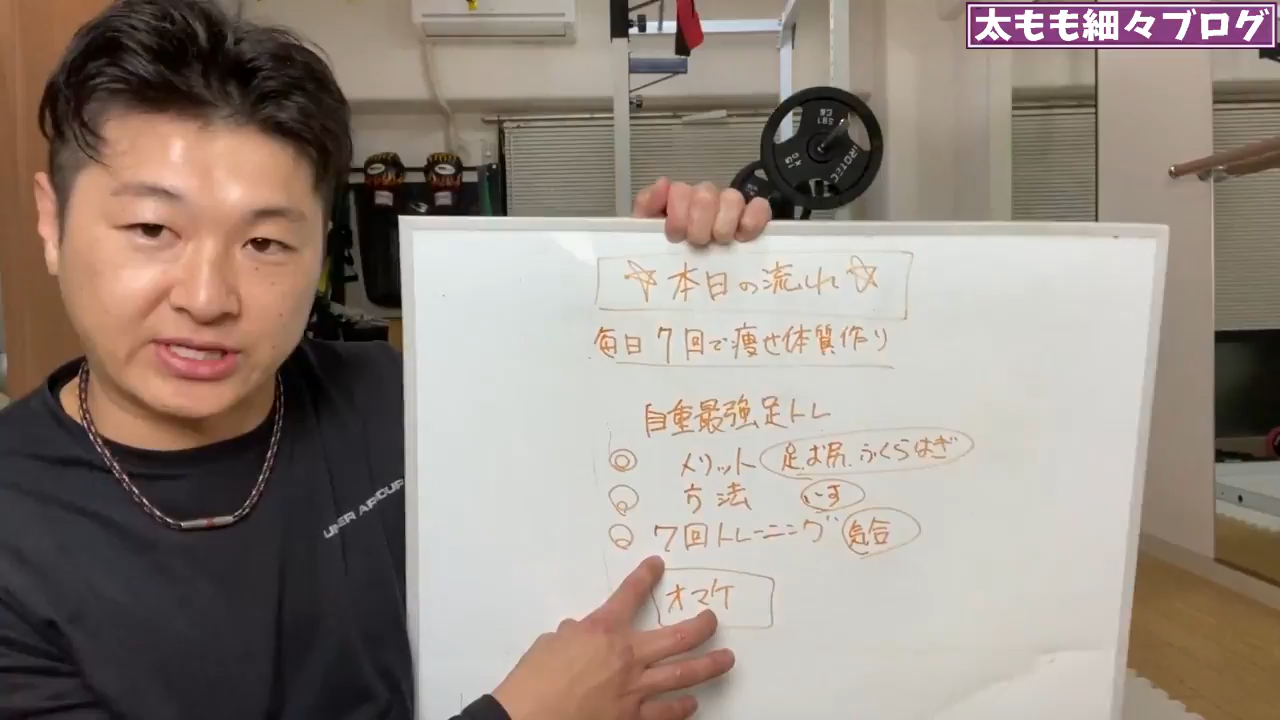 太もも細々ブログ
☆本日の流れ☆
毎日7回で痩せ体質作り
自重最強足トレ
◎ メリット 足、お尻、ふくらはぎ
◎ 方法 いす
◎ 7回トレーニング 気合
オマケ
UNDER ARMOUR
IROTEC